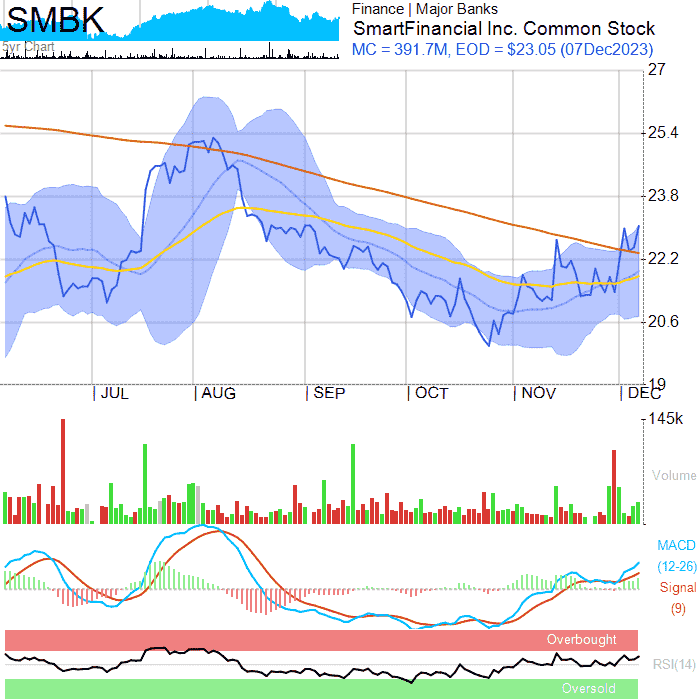 SMBK
5yr Chart
Finance | Major Banks
SmartFinancial Inc. Common Stock
MC = 391.7M, EOD = $23.05 (07Dec2023)
27
25.4
23.8
22.2
20.6
19
JUL AUG SEP OCT NOV DEC
145k
Volume
MACD
(12-26)
Signal
(9)
Overbought
RSI(14)
Oversold